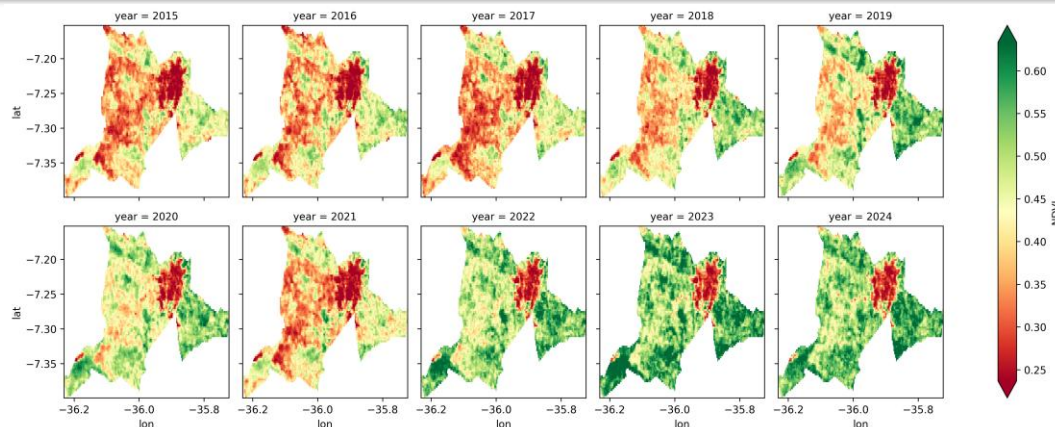 year = 2015 year = 2016 year = 2017 year = 2018 year = 2019
−7.20
−7.25
−7.30
−7.35
lat
year = 2020 year = 2021 year = 2022 year = 2023 year = 2024
−7.20
−7.25
−7.30
−7.35
lat
−36.2 −36.0 −35.8 −36.2 −36.0 −35.8 −36.2 −36.0 −35.8 −36.2 −36.0 −35.8 −36.2 −36.0 −35.8
lon lon lon lon lon
0.60
0.55
0.50
0.45
0.40
0.35
0.30
0.25